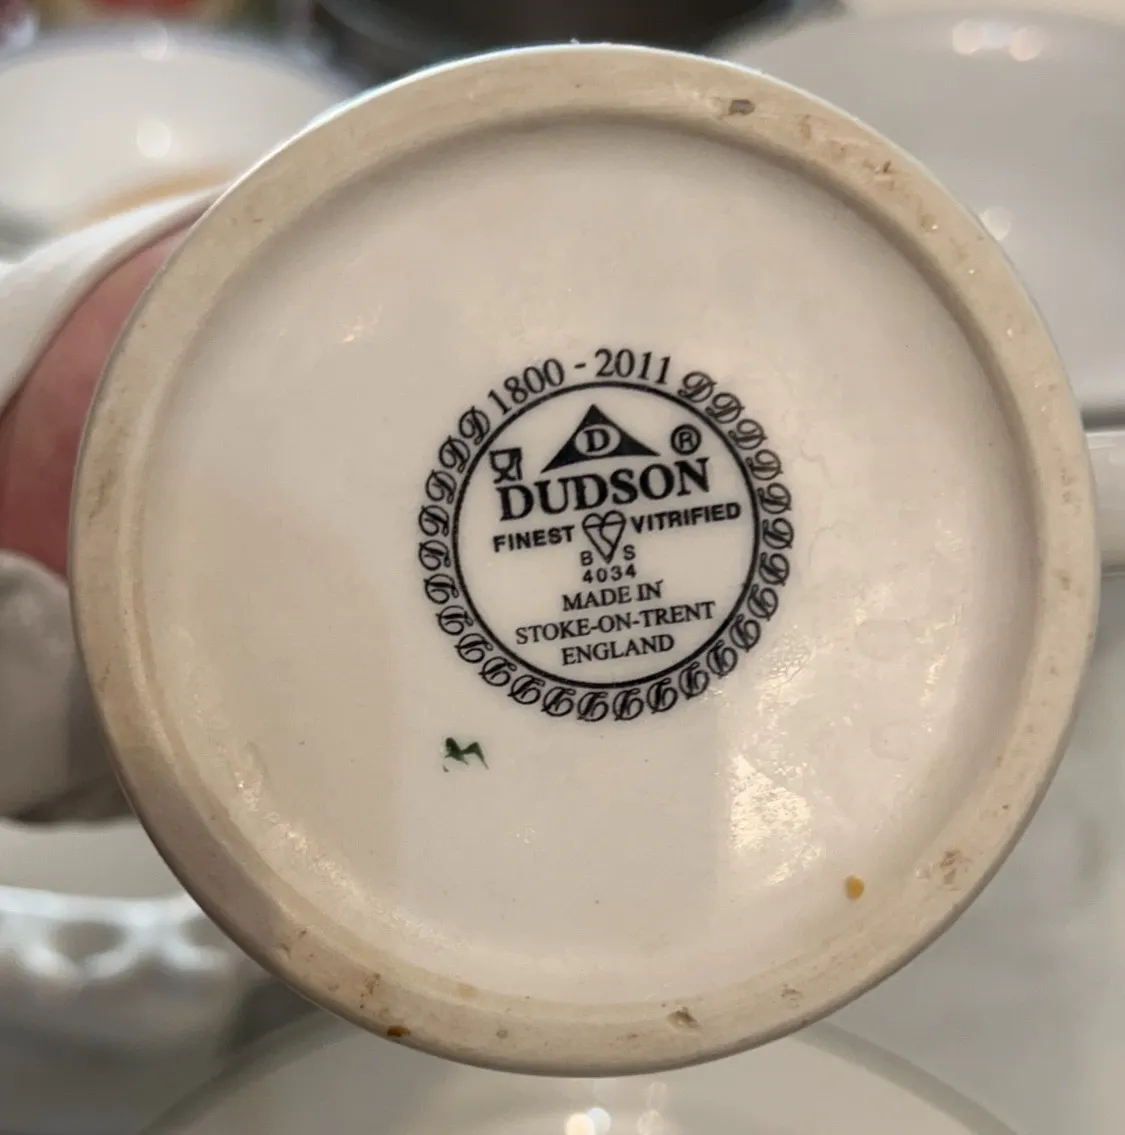 1800 - 2011
D ®
DUDSON
FINEST VITRIFIED
B S
4034
MADE IN
STOKE-ON-TRENT
ENGLAND